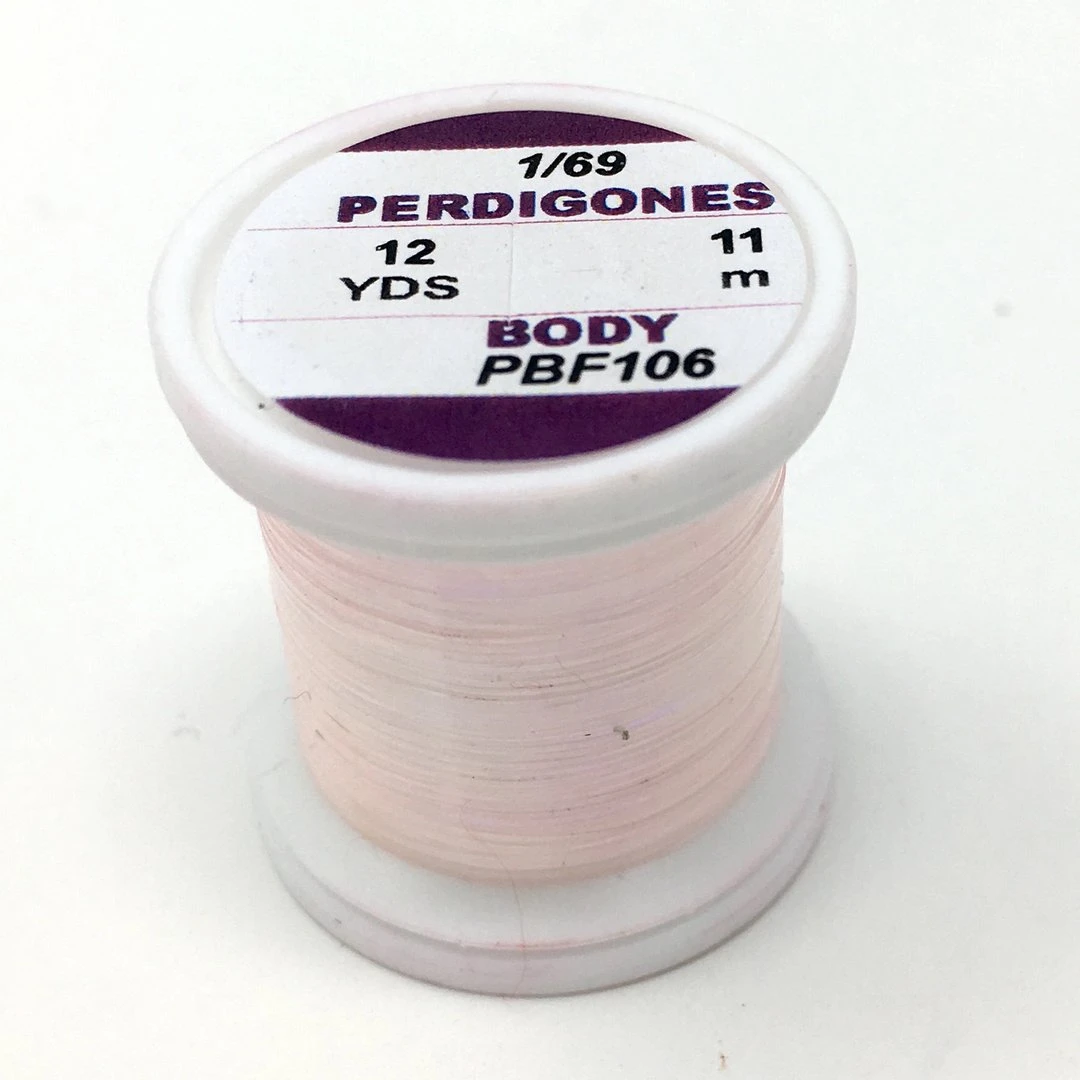 1/69
PERDIGONES
12 11
YDS m
BODY
PBF106